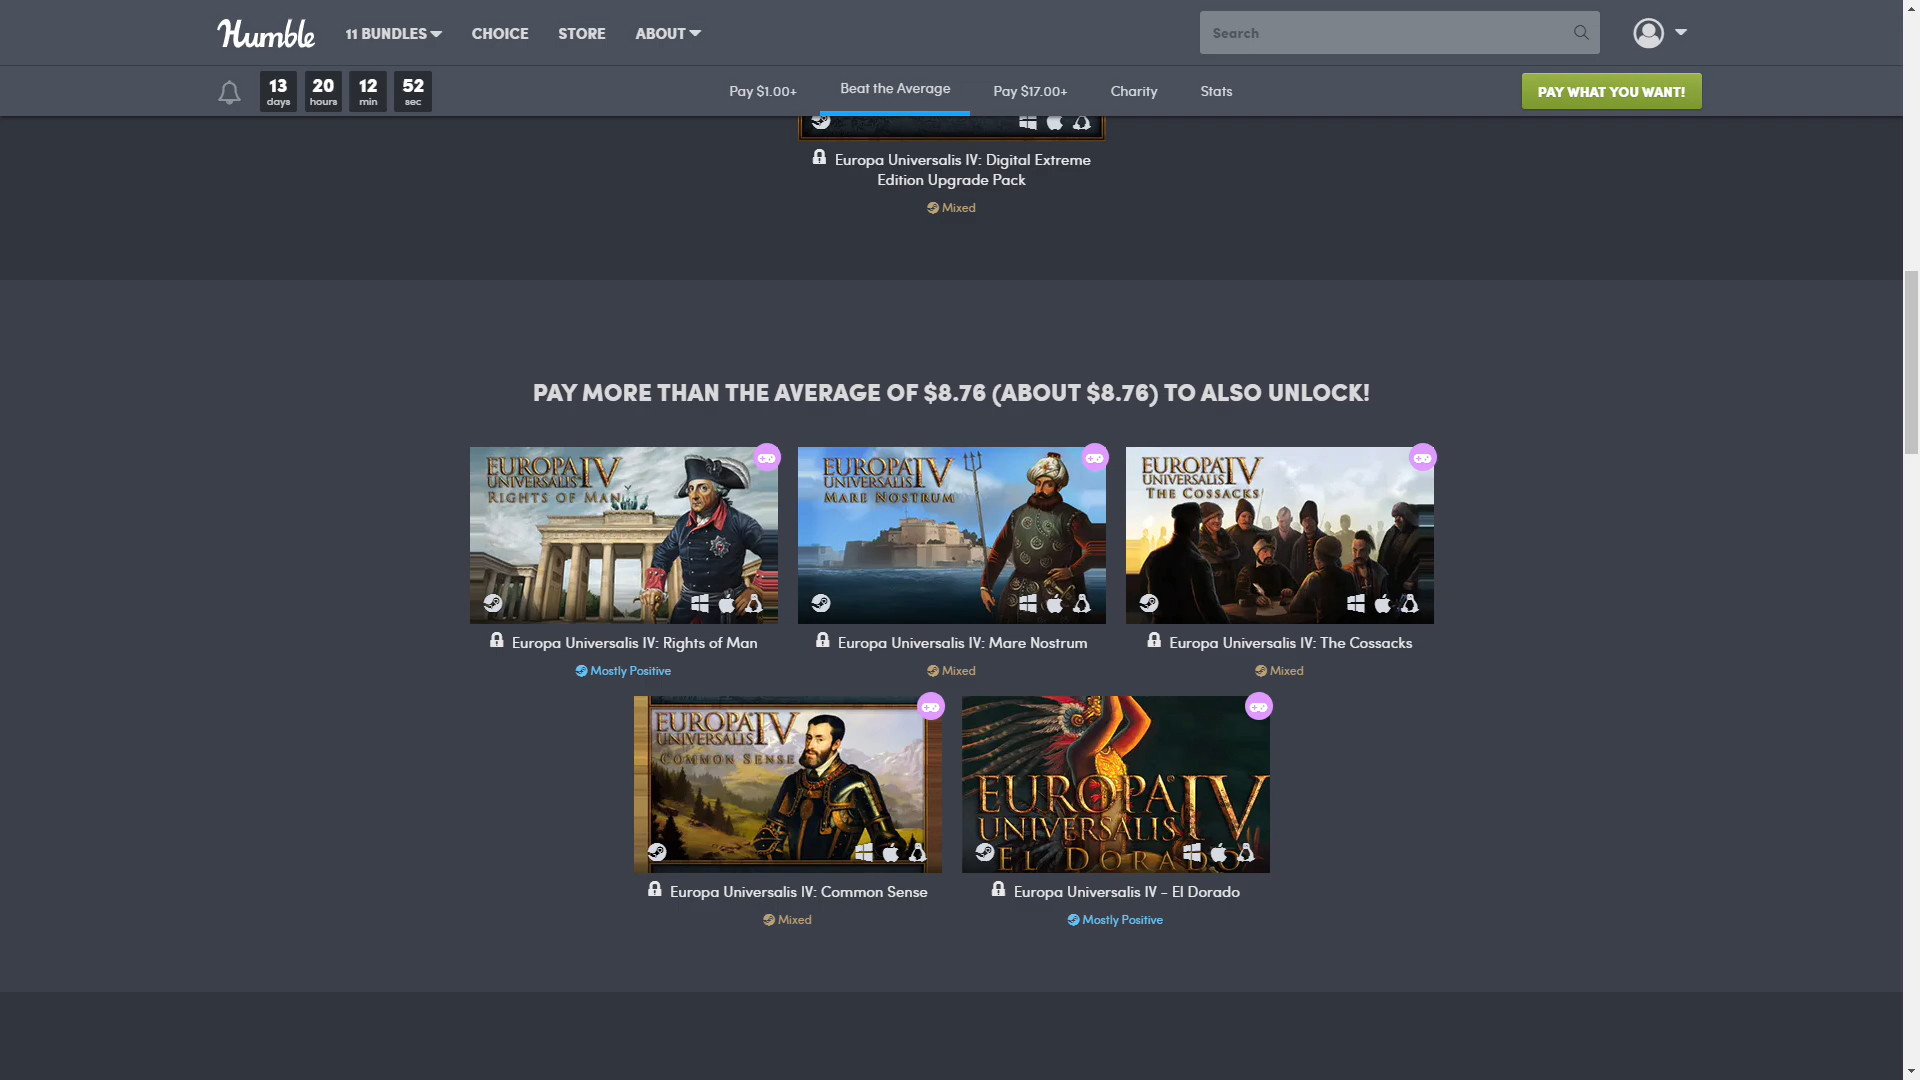 Humble
11 BUNDLES
CHOICE
STORE
ABOUT
Search
13 days
20 hours
12 min
52 sec
Pay $1.00+
Beat the Average
Pay $17.00+
Charity
Stats
PAY WHAT YOU WANT!
Europa Universalis IV: Digital Extreme
Edition Upgrade Pack
Mixed
PAY MORE THAN THE AVERAGE OF $8.76 (ABOUT $8.76) TO ALSO UNLOCK!
EUROPA UNIVERSALIS IV
RIGHTS OF MAN
EUROPA UNIVERSALIS IV
MARE NOSTRUM
EUROPA UNIVERSALIS IV
THE COSSACKS
Europa Universalis IV: Rights of Man
Europa Universalis IV: Mare Nostrum
Europa Universalis IV: The Cossacks
Mostly Positive
Mixed
Mixed
EUROPA UNIVERSALIS IV
COMMON SENSE
EUROPA UNIVERSALIS IV
EL DORADO
Europa Universalis IV: Common Sense
Europa Universalis IV - El Dorado
Mixed
Mostly Positive